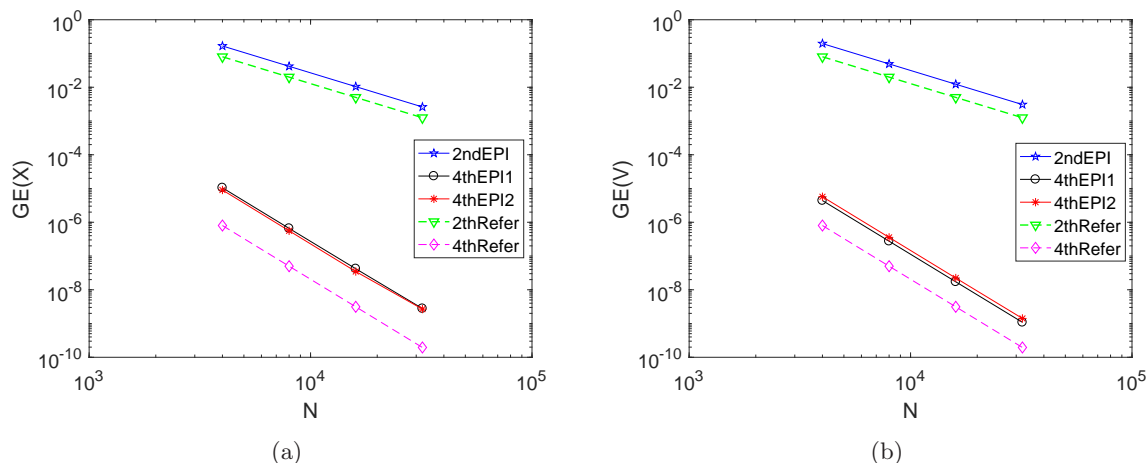 10^0
10^-2
10^-4
10^-6
10^-8
10^-10
GE(X)
2ndEPI
4thEPI1
4thEPI2
2thRefer
4thRefer
10^3
10^4
10^5
N
(a)
10^0
10^-2
10^-4
10^-6
10^-8
10^-10
GE(V)
2ndEPI
4thEPI1
4thEPI2
2thRefer
4thRefer
10^3
10^4
10^5
N
(b)